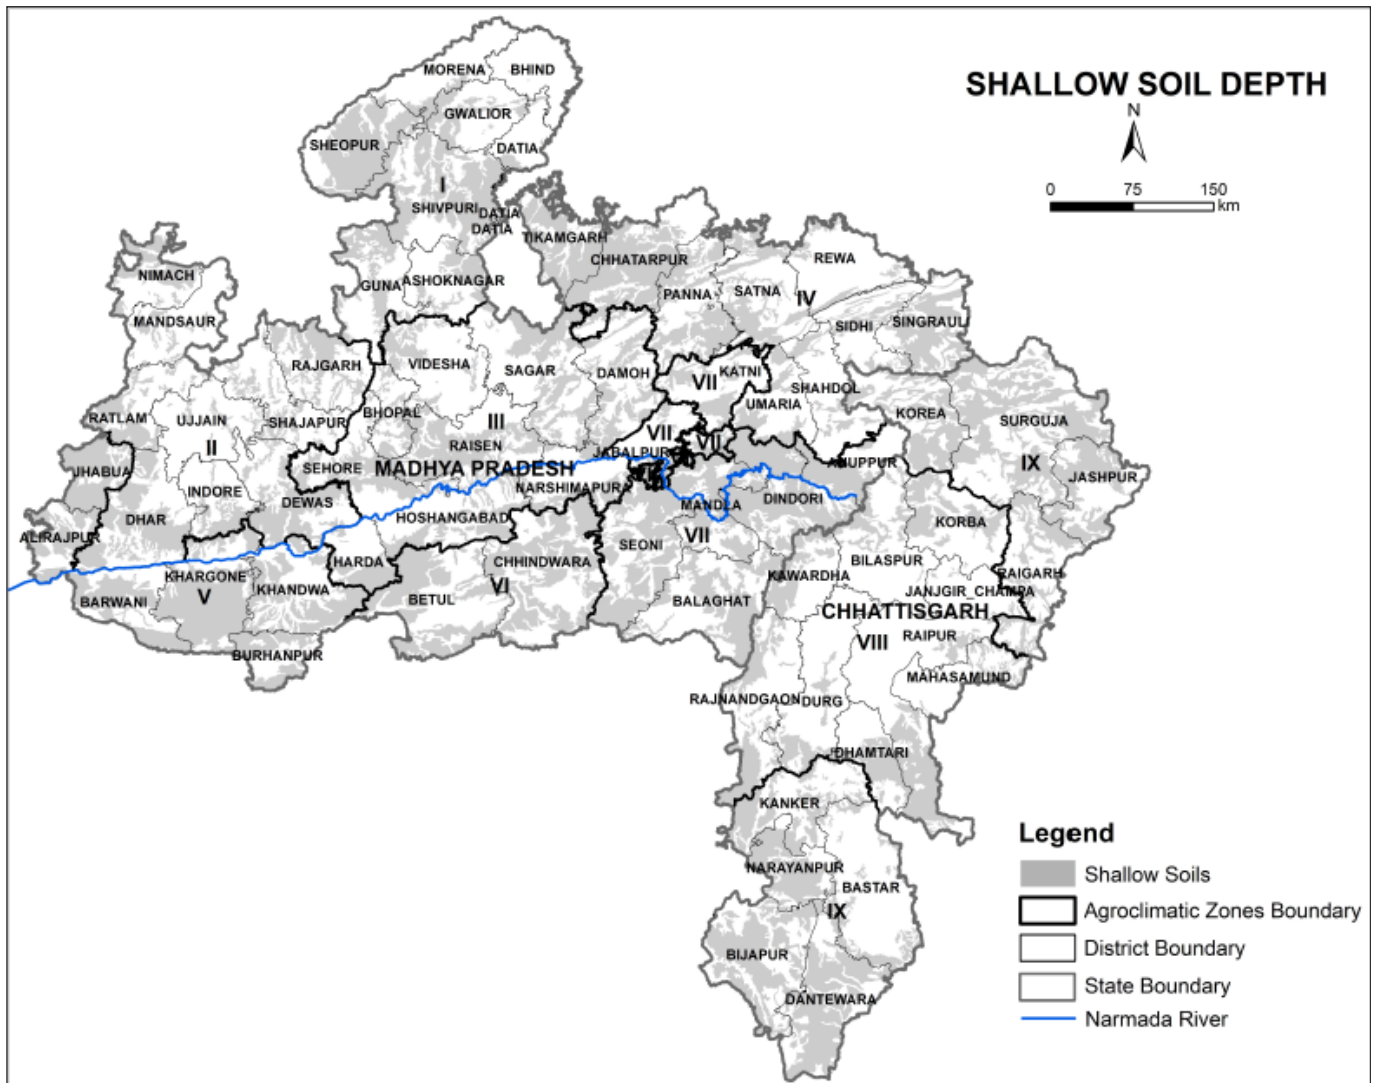 SHALLOW SOIL DEPTH
N
0 75 150
km
MORENA
BHIND
GWALIOR
SHEOPUR
DATIA
I
SHIVPURI
DATIA
DATIA
TIKAMGARH
CHHATARPUR
REWA
NIMACH
GUNA
ASHOKNAGAR
PANNA
SATNA
IV
MANDSAUR
SIDHI
SINGRAULI
RAJGARH
VIDESHA
SAGAR
DAMOH
VII
KATNI
SHAHDOL
UMARIA
RATLAM
UJJAIN
SHAJAPUR
BHOPAL
III
KOREA
SURGUJA
II
RAISEN
VII
VII
JABALPUR
JHABUA
SEHORE
MADHYA PRADESH
ANUPPUR
IX
JASHPUR
INDORE
DEWAS
NARSHIMAPURA
MANDLA
DINDORI
DHAR
HOSHANGABAD
KORBA
ALIRAJPUR
SEONI
VII
HARDA
CHHINDWARA
BILASPUR
KHARGONE
KHANDWA
VI
KAWARDHA
RAIGARH
BARWANI
V
BETUL
BALAGHAT
JANJGIR_CHAMPA
CHHATTISGARH
VIII
RAIPUR
BURHANPUR
MAHASAMUND
RAJNANDGAON
DURG
DHAMTARI
KANKER
NARAYANPUR
BASTAR
IX
BIJAPUR
DANTEWARA
Legend
Shallow Soils
Agroclimatic Zones Boundary
District Boundary
State Boundary
Narmada River